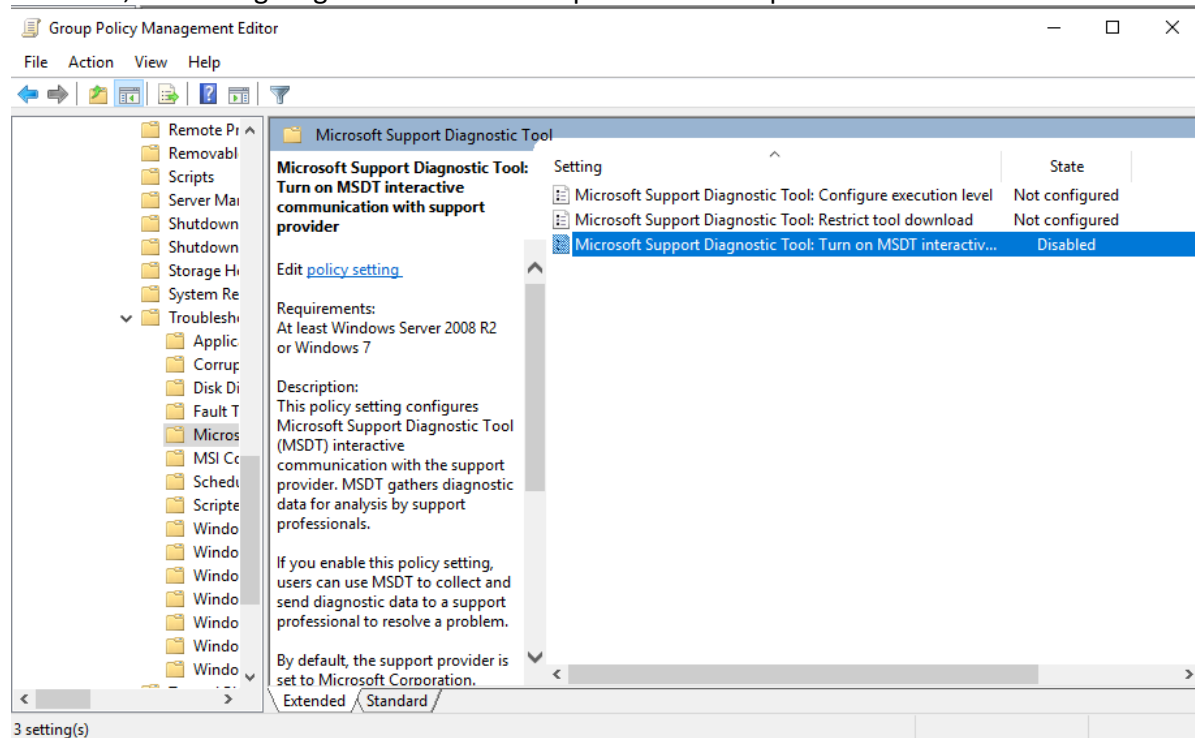 Group Policy Management Editor
File Action View Help
Remote Pr
Removabl
Scripts
Server Mar
Shutdown
Shutdown
Storage He
System Re
Troublesho
Applic
Corrup
Disk Di
Fault T
Micros
MSI Co
Schedu
Scripte
Windo
Windo
Windo
Windo
Windo
Windo
Windo
Microsoft Support Diagnostic Tool
Microsoft Support Diagnostic Tool:
Turn on MSDT interactive
communication with support
provider
Edit policy setting
Requirements:
At least Windows Server 2008 R2
or Windows 7
Description:
This policy setting configures
Microsoft Support Diagnostic Tool
(MSDT) interactive
communication with the support
provider. MSDT gathers diagnostic
data for analysis by support
professionals.
If you enable this policy setting,
users can use MSDT to collect and
send diagnostic data to a support
professional to resolve a problem.
By default, the support provider is
set to Microsoft Corporation.
Setting State
Microsoft Support Diagnostic Tool: Configure execution level Not configured
Microsoft Support Diagnostic Tool: Restrict tool download Not configured
Microsoft Support Diagnostic Tool: Turn on MSDT interactiv... Disabled
Extended Standard
3 setting(s)